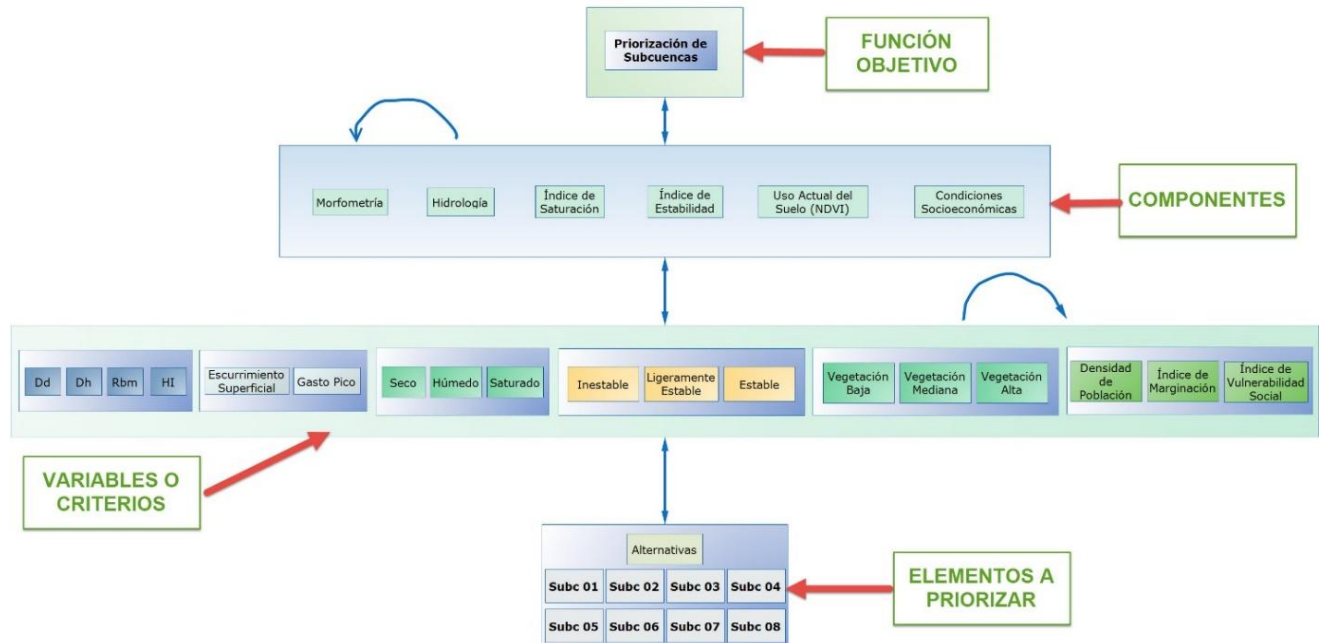 Priorización de
Subcuencas
FUNCIÓN
OBJETIVO
Morfometría
Hidrología
Índice de
Saturación
Índice de
Estabilidad
Uso Actual del
Suelo (NDVI)
Condiciones
Socioeconómicas
COMPONENTES
Dd
Dh
Rbm
HI
Escurrimiento
Superficial
Gasto Pico
Seco
Húmedo
Saturado
Inestable
Ligeramente
Estable
Estable
Vegetación
Baja
Vegetación
Mediana
Vegetación
Alta
Densidad
de
Población
Índice de
Marginación
Índice de
Vulnerabilidad
Social
VARIABLES O
CRITERIOS
Alternativas
Subc 01
Subc 02
Subc 03
Subc 04
Subc 05
Subc 06
Subc 07
Subc 08
ELEMENTOS A
PRIORIZAR